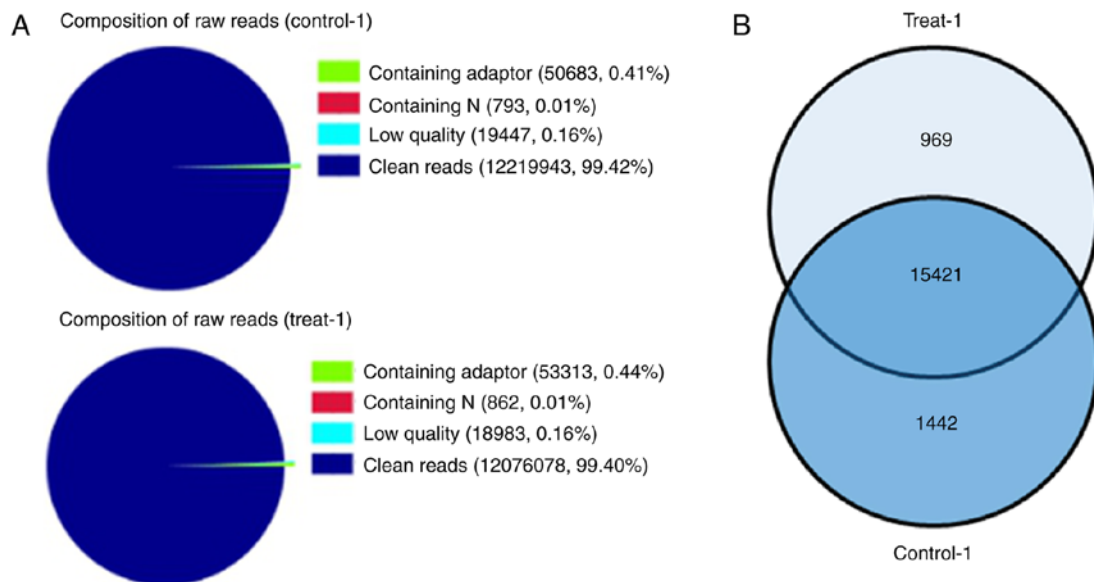 A
Composition of raw reads (control-1)
Containing adaptor (50683, 0.41%)
Containing N (793, 0.01%)
Low quality (19447, 0.16%)
Clean reads (12219943, 99.42%)
Composition of raw reads (treat-1)
Containing adaptor (53313, 0.44%)
Containing N (862, 0.01%)
Low quality (18983, 0.16%)
Clean reads (12076078, 99.40%)
B
Treat-1
969
15421
1442
Control-1